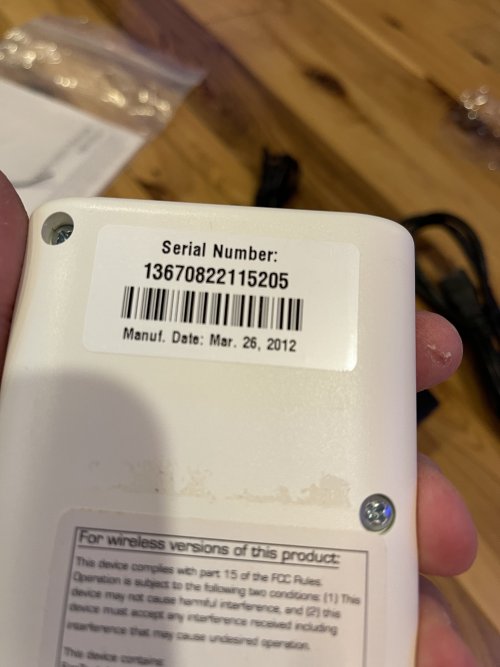 Serial Number:
13670822115205
Manuf. Date: Mar. 26, 2012
For wireless versions of this product:
This device complies with part 15 of the FCC Rules.
Operation is subject to the following two conditions: (1) This
device may not cause harmful interference, and (2) this
device must accept any interference received including
interference that may cause undesired operation.
This device contains: